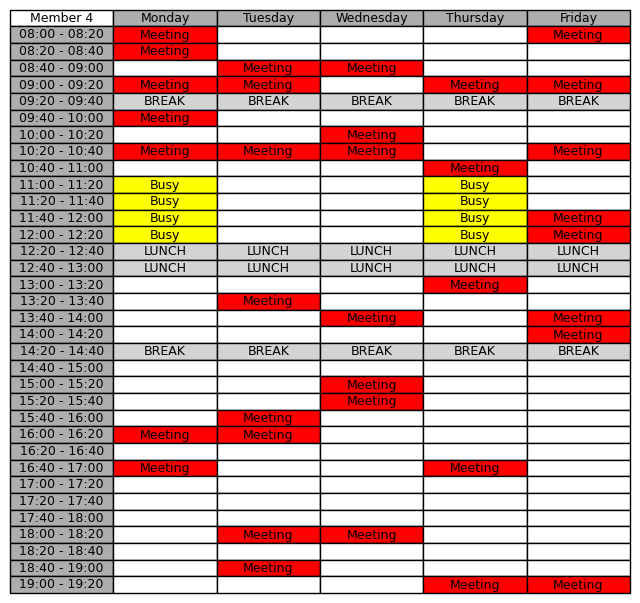 Member 4 Monday Tuesday Wednesday Thursday Friday
08:00 - 08:20 Meeting Meeting
08:20 - 08:40 Meeting
08:40 - 09:00 Meeting Meeting
09:00 - 09:20 Meeting Meeting Meeting Meeting
09:20 - 09:40 BREAK BREAK BREAK BREAK BREAK
09:40 - 10:00 Meeting
10:00 - 10:20 Meeting
10:20 - 10:40 Meeting Meeting Meeting Meeting
10:40 - 11:00 Meeting
11:00 - 11:20 Busy Busy
11:20 - 11:40 Busy Busy
11:40 - 12:00 Busy Busy Meeting
12:00 - 12:20 Busy Busy Meeting
12:20 - 12:40 LUNCH LUNCH LUNCH LUNCH LUNCH
12:40 - 13:00 LUNCH LUNCH LUNCH LUNCH LUNCH
13:00 - 13:20 Meeting
13:20 - 13:40 Meeting
13:40 - 14:00 Meeting Meeting
14:00 - 14:20 Meeting
14:20 - 14:40 BREAK BREAK BREAK BREAK BREAK
14:40 - 15:00
15:00 - 15:20 Meeting
15:20 - 15:40 Meeting
15:40 - 16:00 Meeting
16:00 - 16:20 Meeting Meeting
16:20 - 16:40
16:40 - 17:00 Meeting Meeting
17:00 - 17:20
17:20 - 17:40
17:40 - 18:00
18:00 - 18:20 Meeting Meeting
18:20 - 18:40
18:40 - 19:00 Meeting
19:00 - 19:20 Meeting Meeting